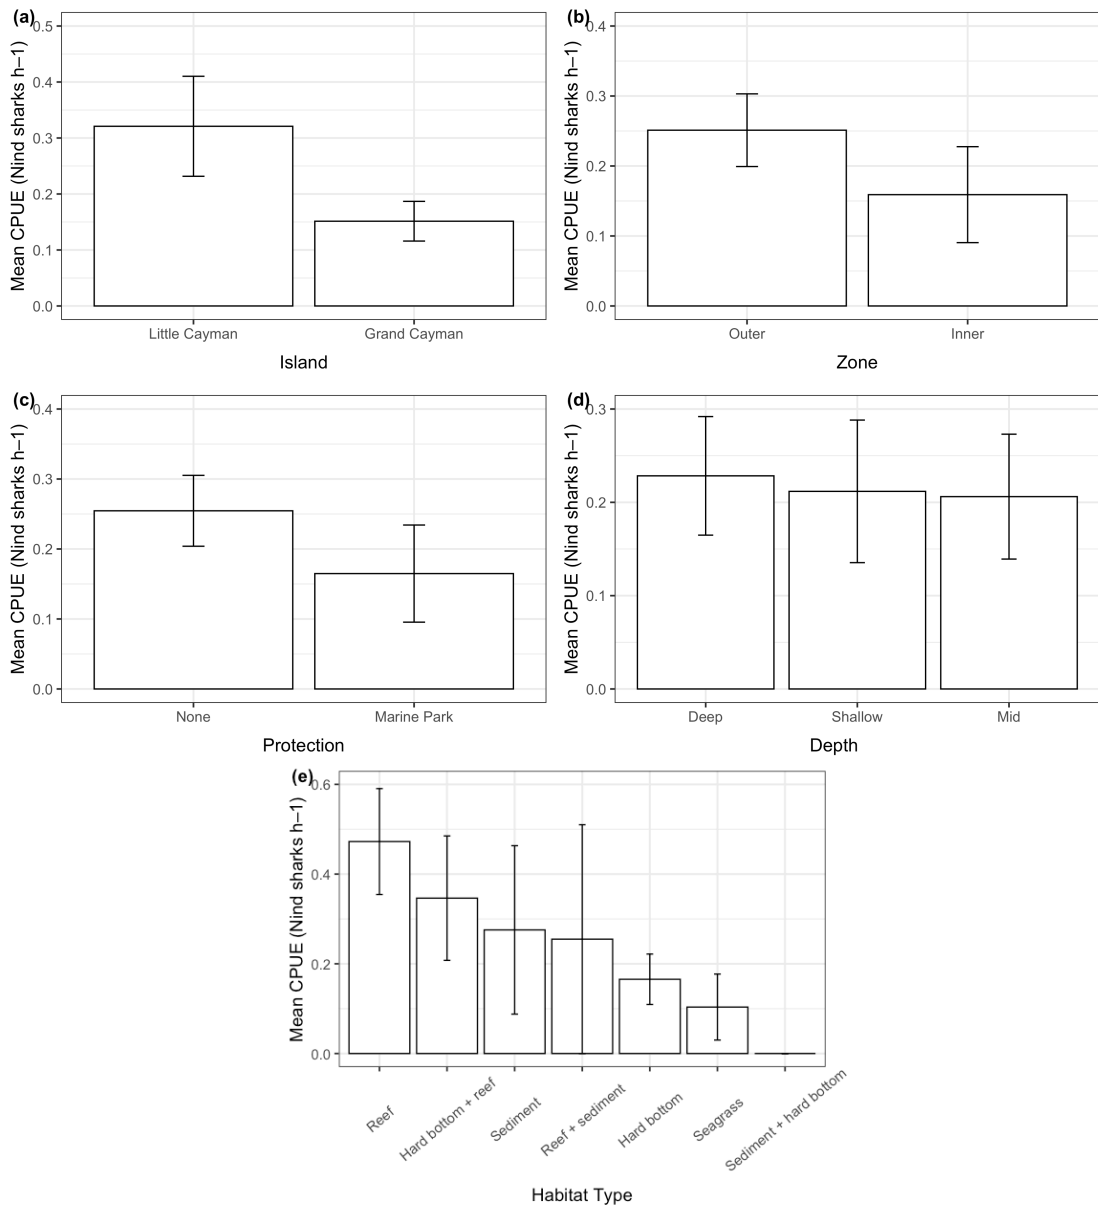 (a)
0.5
0.4
0.3
0.2
0.1
0.0
Mean CPUE (Nind sharks h–1)
Little Cayman
Grand Cayman
Island
(b)
0.4
0.3
0.2
0.1
0.0
Mean CPUE (Nind sharks h–1)
Outer
Inner
Zone
(c)
0.4
0.3
0.2
0.1
0.0
Mean CPUE (Nind sharks h–1)
None
Marine Park
Protection
(d)
0.3
0.2
0.1
0.0
Mean CPUE (Nind sharks h–1)
Deep
Shallow
Mid
Depth
(e)
0.6
0.4
0.2
0.0
Mean CPUE (Nind sharks h–1)
Reef
Hard bottom + reef
Sediment
Reef + sediment
Hard bottom
Seagrass
Sediment + hard bottom
Habitat Type